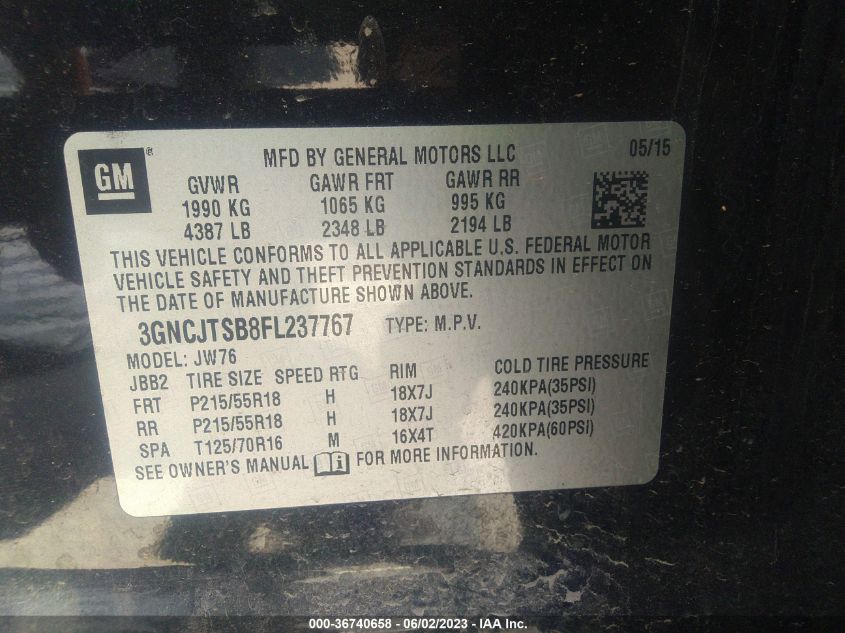 GM®
MFD BY GENERAL MOTORS LLC 05/15
GVWR GAWR FRT GAWR RR
1990 KG 1065 KG 995 KG
4387 LB 2348 LB 2194 LB
THIS VEHICLE CONFORMS TO ALL APPLICABLE U.S. FEDERAL MOTOR
VEHICLE SAFETY AND THEFT PREVENTION STANDARDS IN EFFECT ON
THE DATE OF MANUFACTURE SHOWN ABOVE.
3GNCJTSB8FL237767 TYPE: M.P.V.
MODEL: JW76
JBB2 TIRE SIZE SPEED RTG RIM COLD TIRE PRESSURE
FRT P215/55R18 H 18X7J 240KPA(35PSI)
RR P215/55R18 H 18X7J 240KPA(35PSI)
SPA T125/70R16 M 16X4T 420KPA(60PSI)
SEE OWNER'S MANUAL i FOR MORE INFORMATION.
000-36740658 - 06/02/2023 - IAA Inc.